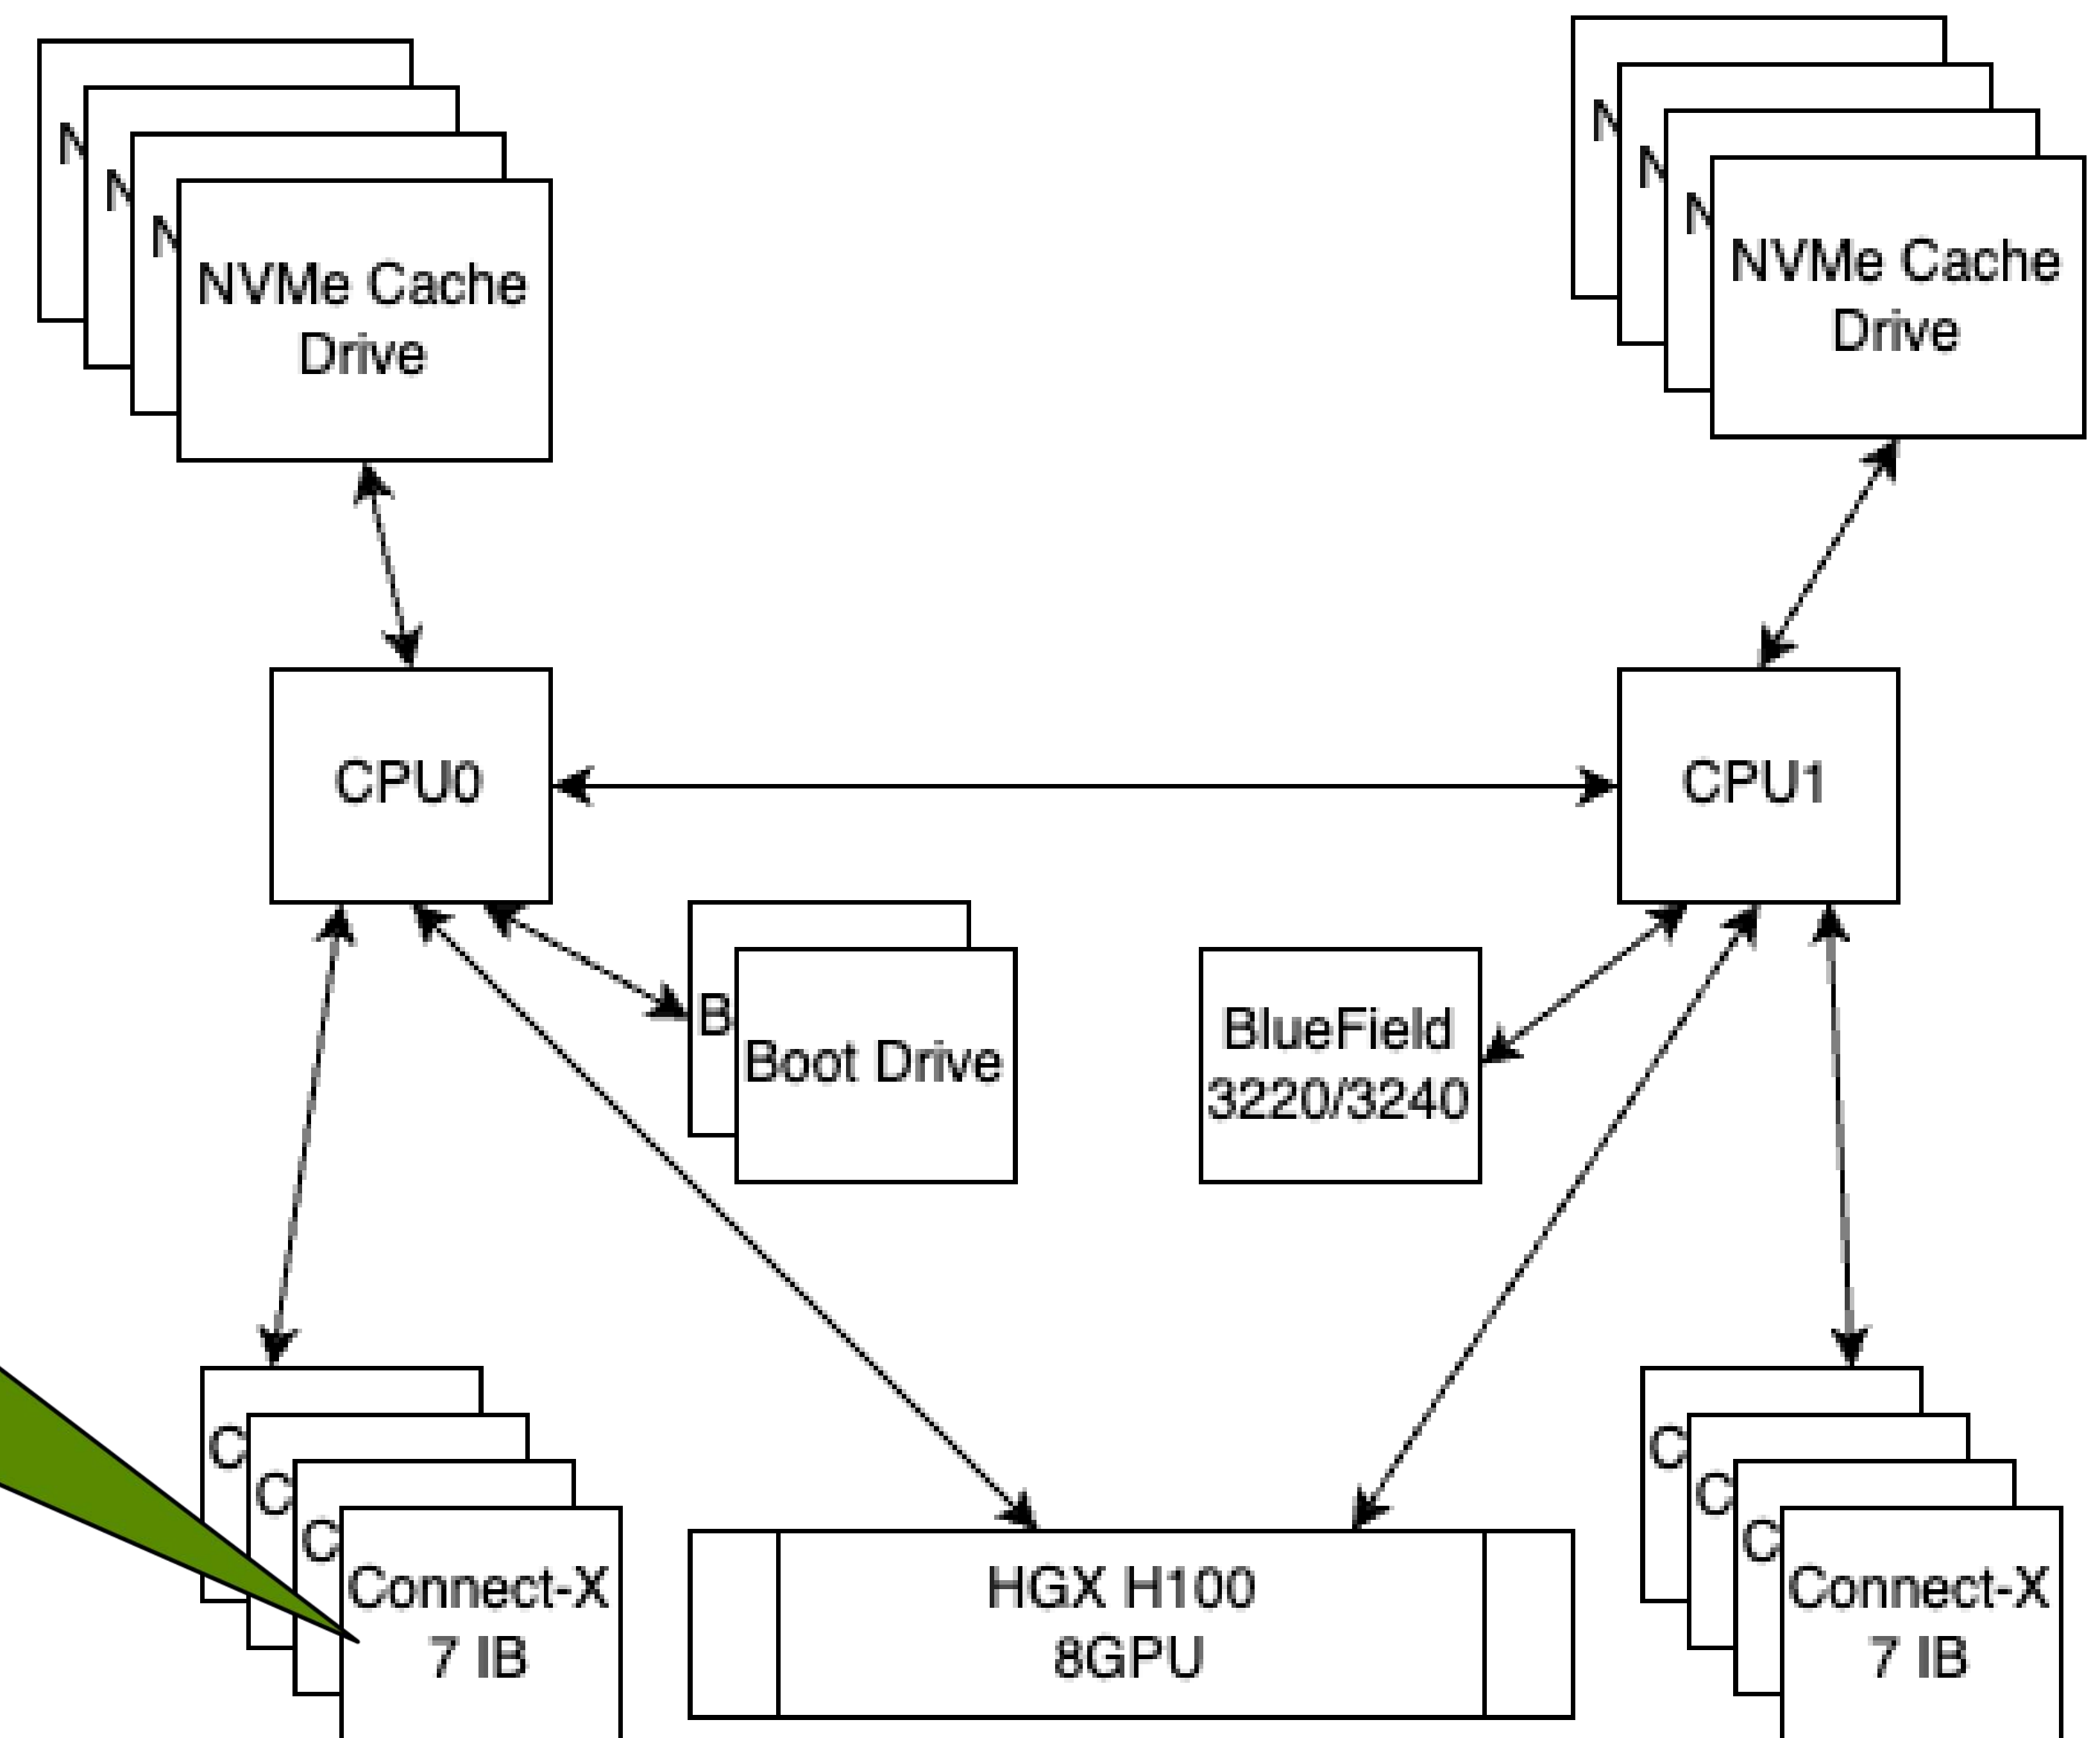 N
N
N
NVMe Cache
Drive
N
N
N
NVMe Cache
Drive
CPU0
CPU1
B
Boot Drive
BlueField
3220/3240
C
C
C
Connect-X
7 IB
HGX H100
8GPU
C
C
C
Connect-X
7 IB